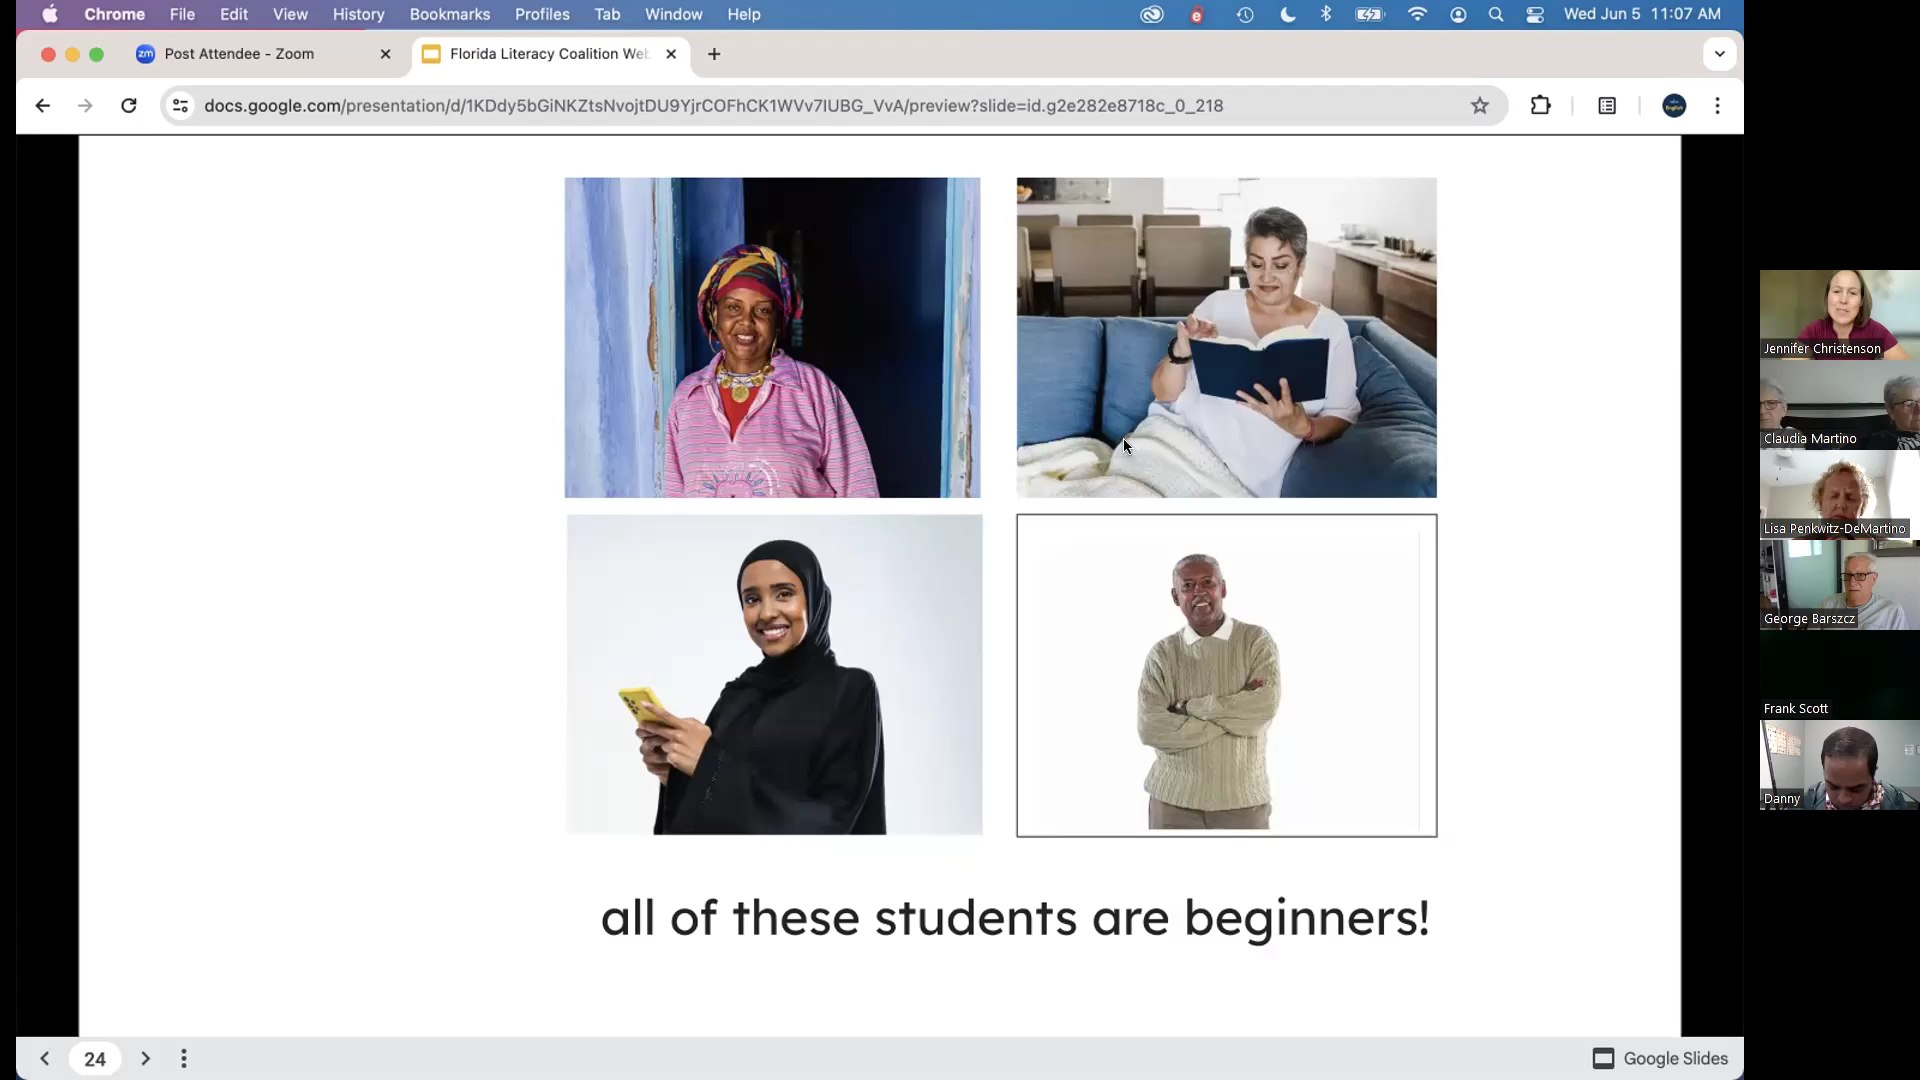 Chrome File Edit View History Bookmarks Profiles Tab Window Help Wed Jun 5 11:07 AM
zm Post Attendee - Zoom Florida Literacy Coalition Web
docs.google.com/presentation/d/1KDdy5bGiNKZtsNvojtDU9YjrCOFhCK1WVv7lUBG_VvA/preview?slide=id.g2e282e8718c_0_218
Jennifer Christenson
Claudia Martino
Lisa Penkwitz-DeMartino
George Barszcz
Frank Scott
Danny
all of these students are beginners!
24 Google Slides